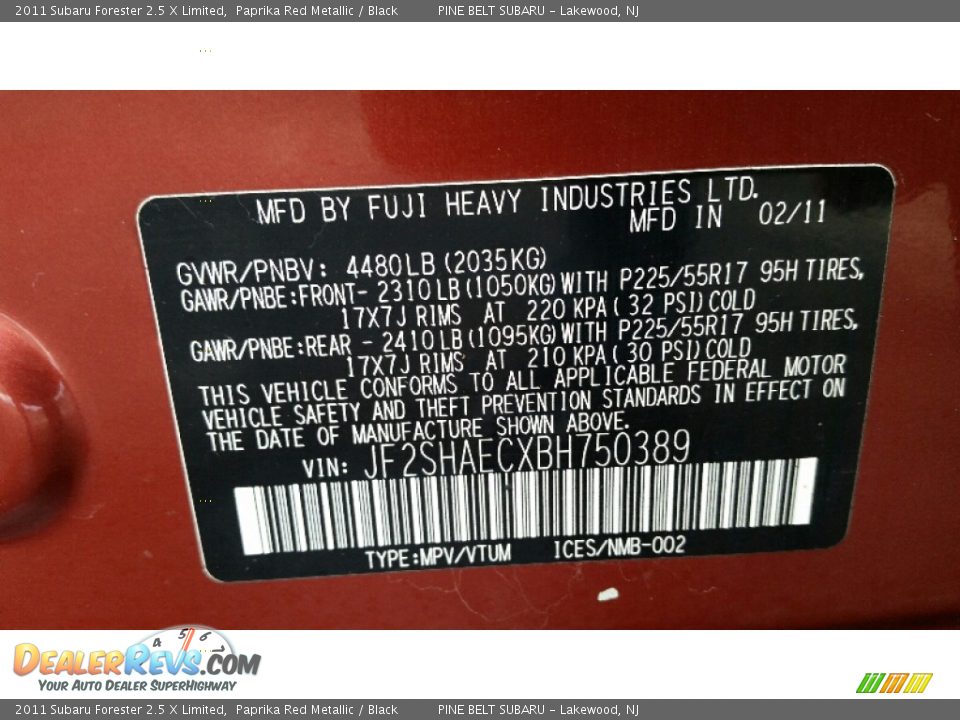 2011 Subaru Forester 2.5 X Limited, Paprika Red Metallic / Black PINE BELT SUBARU - Lakewood, NJ
MFD BY FUJI HEAVY INDUSTRIES LTD.
MFD IN 02/11
GVWR/PNBV: 4480LB (2035KG)
GAWR/PNBE:FRONT- 2310LB (1050KG) WITH P225/55R17 95H TIRES,
17X7J RIMS AT 220 KPA ( 32 PSI) COLD
GAWR/PNBE:REAR - 2410LB (1095KG) WITH P225/55R17 95H TIRES,
17X7J RIMS AT 210 KPA ( 30 PSI) COLD
THIS VEHICLE CONFORMS TO ALL APPLICABLE FEDERAL MOTOR
VEHICLE SAFETY AND THEFT PREVENTION STANDARDS IN EFFECT ON
THE DATE OF MANUFACTURE SHOWN ABOVE.
VIN: JF2SHAECXBH750389
TYPE:MPV/VTUM ICES/NMB-002
4 5 6 7
DEALERREVS.COM
YOUR AUTO DEALER SUPERHIGHWAY
2011 Subaru Forester 2.5 X Limited, Paprika Red Metallic / Black PINE BELT SUBARU - Lakewood, NJ